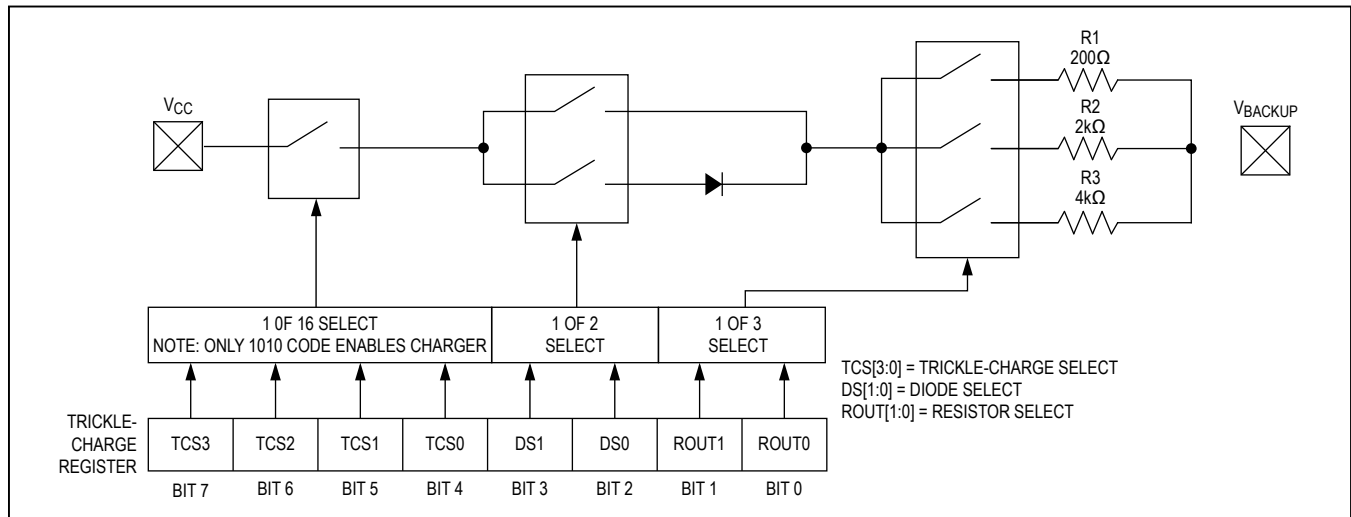 R1
200Ω
R2
2kΩ
R3
4kΩ
VCC
VBACKUP
1 0F 16 SELECT
NOTE: ONLY 1010 CODE ENABLES CHARGER
1 OF 2
SELECT
1 OF 3
SELECT
TCS[3:0] = TRICKLE-CHARGE SELECT
DS[1:0] = DIODE SELECT
ROUT[1:0] = RESISTOR SELECT
TRICKLE-
CHARGE
REGISTER
TCS3 TCS2 TCS1 TCS0 DS1 DS0 ROUT1 ROUT0
BIT 7 BIT 6 BIT 5 BIT 4 BIT 3 BIT 2 BIT 1 BIT 0